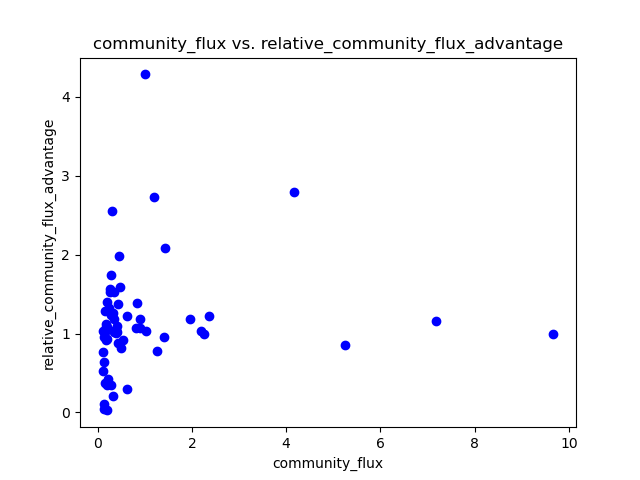 community_flux vs. relative_community_flux_advantage
4
3
2
1
0
relative_community_flux_advantage
0 2 4 6 8 10
community_flux